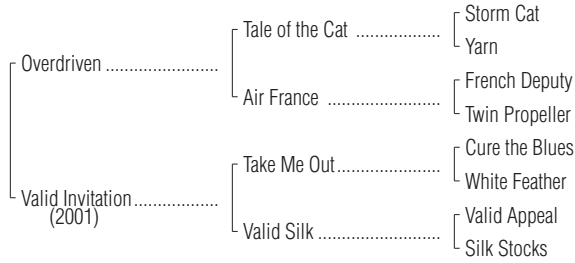 Storm Cat
Tale of the Cat ..................
Yarn
Overdriven ........................
French Deputy
Air France ........................
Twin Propeller
Cure the Blues
Take Me Out......................
White Feather
Valid Invitation..................
(2001)
Valid Appeal
Valid Silk ..........................
Silk Stocks